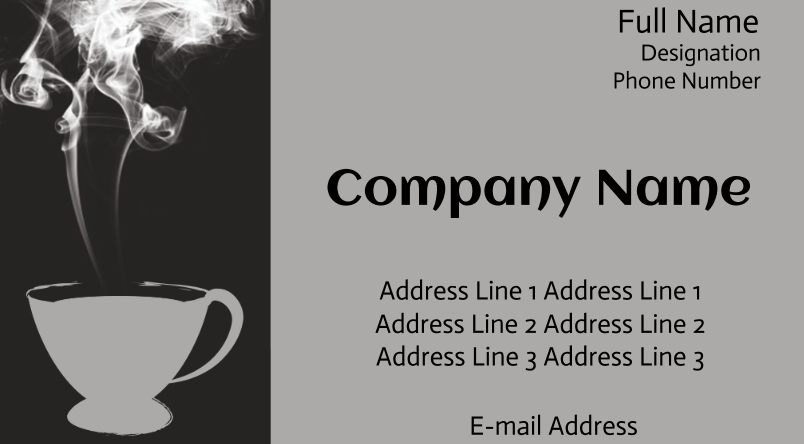 Full Name
Designation
Phone Number
Company Name
Address Line 1 Address Line 1
Address Line 2 Address Line 2
Address Line 3 Address Line 3
E-mail Address